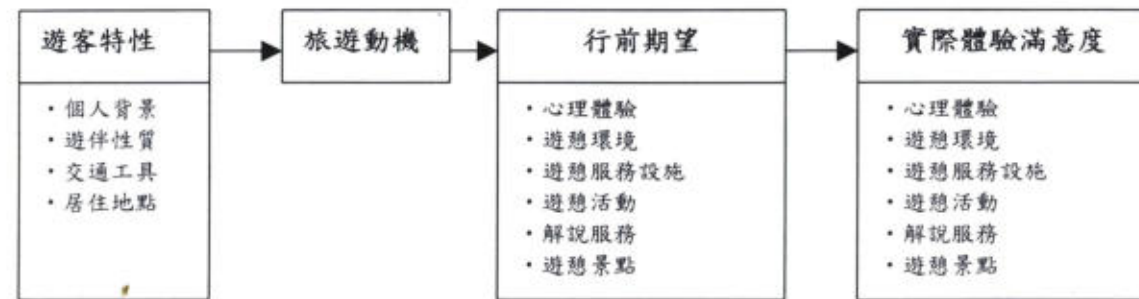 遊客特性
・個人背景
・遊伴性質
・交通工具
・居住地點
旅遊動機
行前期望
・心理體驗
・遊憩環境
・遊憩服務設施
・遊憩活動
・解說服務
・遊憩景點
實際體驗滿意度
・心理體驗
・遊憩環境
・遊憩服務設施
・遊憩活動
・解說服務
・遊憩景點